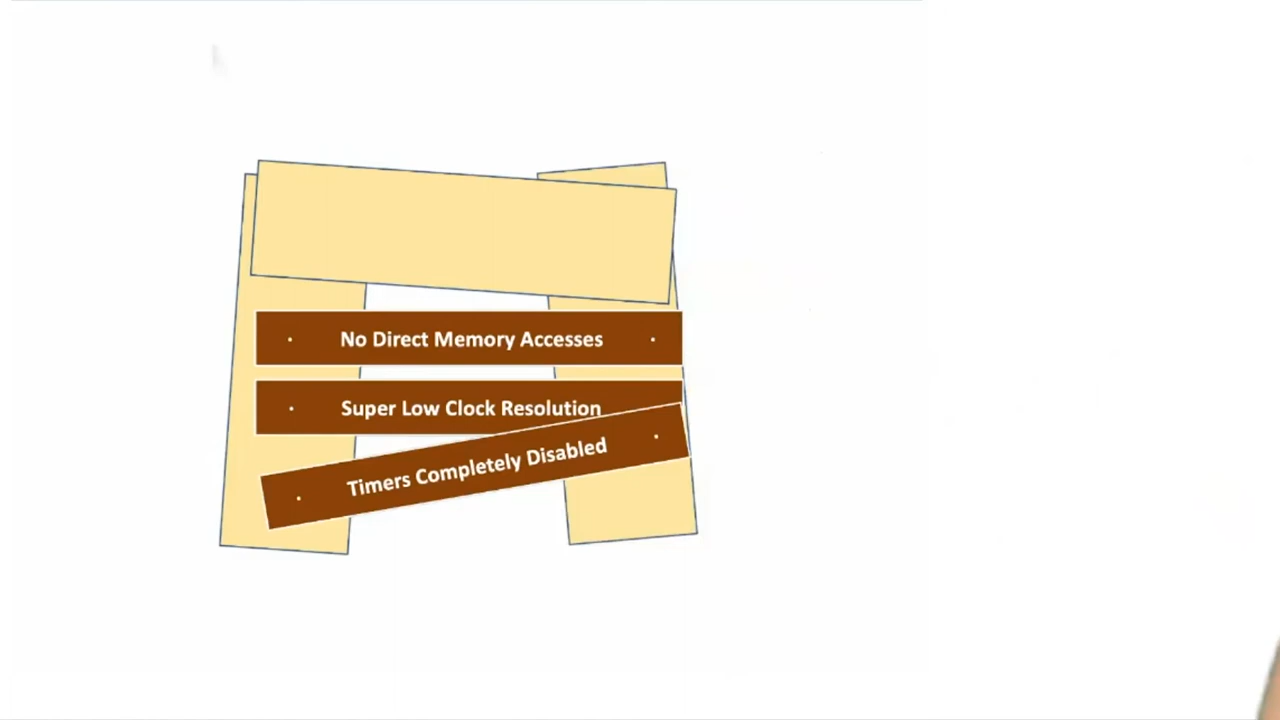 No Direct Memory Accesses
Super Low Clock Resolution
Timers Completely Disabled